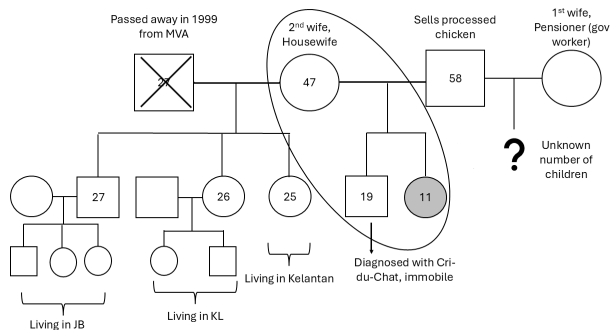 Passed away in 1999
from MVA
2nd wife,
Housewife
Sells processed
chicken
1st wife,
Pensioner (gov
worker)
47
58
?
Unknown
number of
children
27
26
25
19
11
Living in Kelantan
Diagnosed with Cri-
du-Chat, immobile
Living in JB
Living in KL